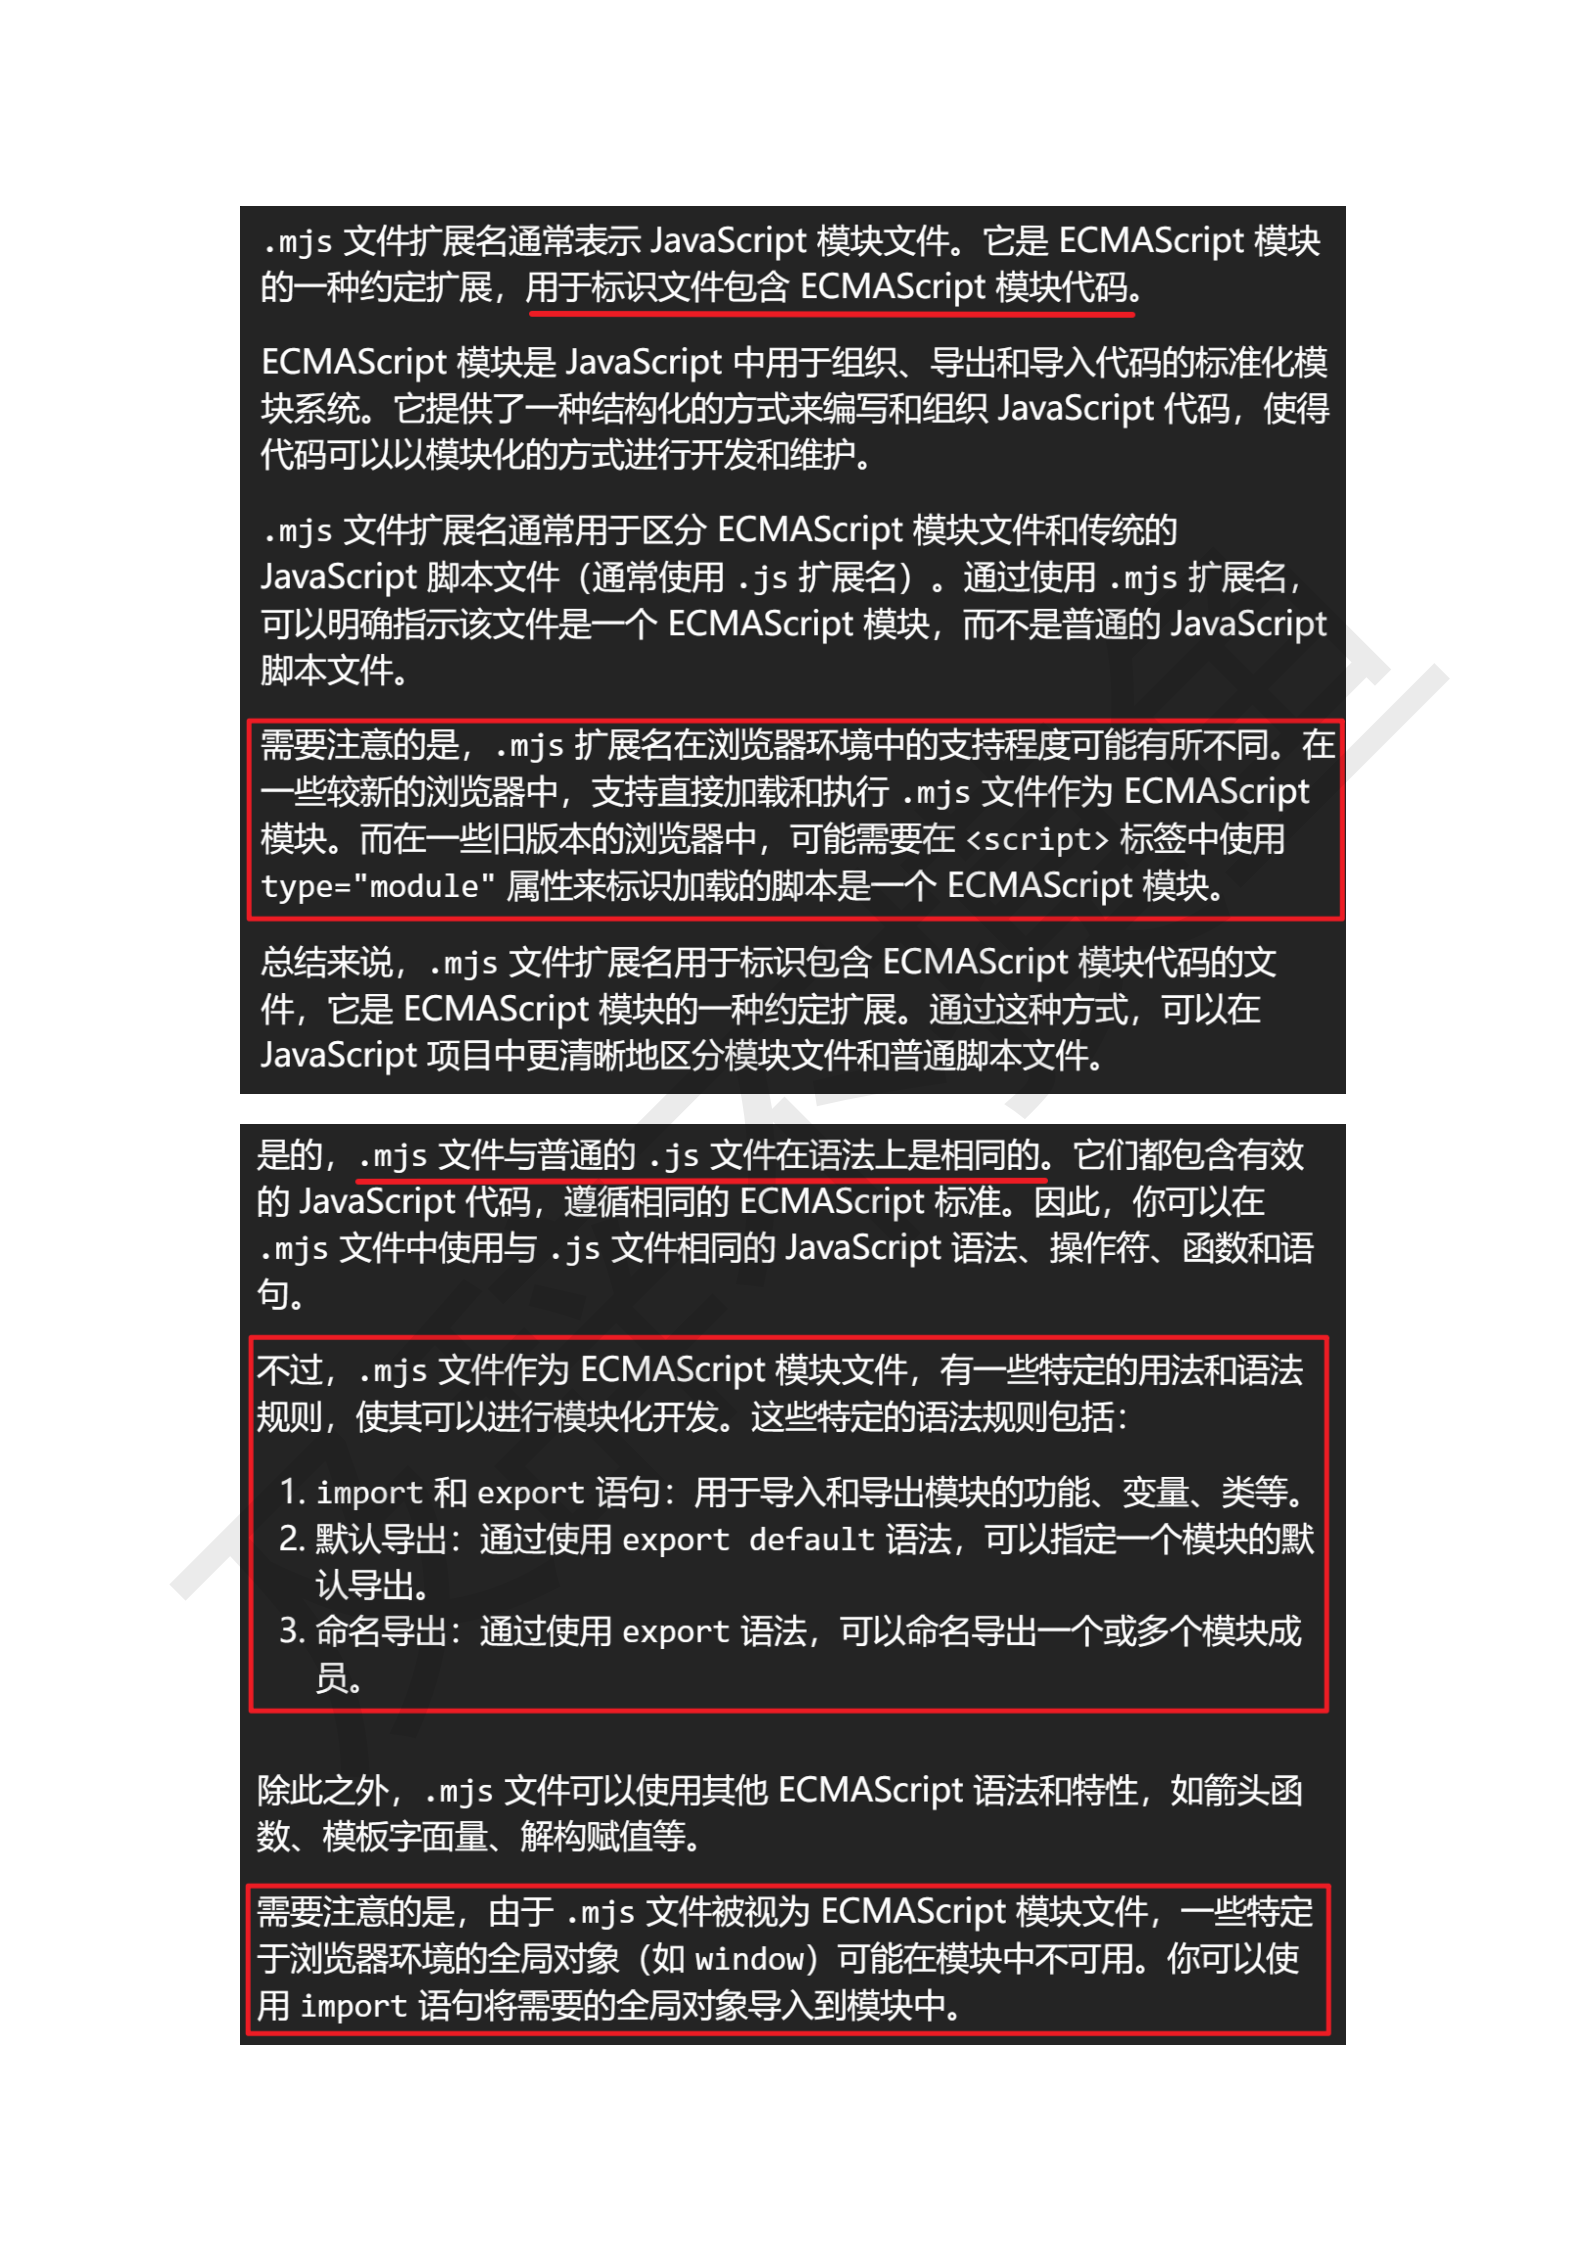 .mjs 文件扩展名通常表示 JavaScript 模块文件。它是 ECMAScript 模块
的一种约定扩展，用于标识文件包含 ECMAScript 模块代码。
ECMAScript 模块是 JavaScript 中用于组织、导出和导入代码的标准化模
块系统。它提供了一种结构化的方式来编写和组织 JavaScript 代码，使得
代码可以以模块化的方式进行开发和维护。
.mjs 文件扩展名通常用于区分 ECMAScript 模块文件和传统的
JavaScript 脚本文件（通常使用 .js 扩展名）。通过使用 .mjs 扩展名，
可以明确指示该文件是一个 ECMAScript 模块，而不是普通的 JavaScript
脚本文件。
需要注意的是，.mjs 扩展名在浏览器环境中的支持程度可能有所不同。在
一些较新的浏览器中，支持直接加载和执行 .mjs 文件作为 ECMAScript
模块。而在一些旧版本的浏览器中，可能需要在 <script> 标签中使用
type="module" 属性来标识加载的脚本是一个 ECMAScript 模块。
总结来说，.mjs 文件扩展名用于标识包含 ECMAScript 模块代码的文
件，它是 ECMAScript 模块的一种约定扩展。通过这种方式，可以在
JavaScript 项目中更清晰地区分模块文件和普通脚本文件。
是的，.mjs 文件与普通的 .js 文件在语法上是相同的。它们都包含有效
的 JavaScript 代码，遵循相同的 ECMAScript 标准。因此，你可以在
.mjs 文件中使用与 .js 文件相同的 JavaScript 语法、操作符、函数和语
句。
不过，.mjs 文件作为 ECMAScript 模块文件，有一些特定的用法和语法
规则，使其可以进行模块化开发。这些特定的语法规则包括：
1. import 和 export 语句：用于导入和导出模块的功能、变量、类等。
2. 默认导出：通过使用 export default 语法，可以指定一个模块的默
认导出。
3. 命名导出：通过使用 export 语法，可以命名导出一个或多个模块成
员。
除此之外，.mjs 文件可以使用其他 ECMAScript 语法和特性，如箭头函
数、模板字面量、解构赋值等。
需要注意的是，由于 .mjs 文件被视为 ECMAScript 模块文件，一些特定
于浏览器环境的全局对象（如 window）可能在模块中不可用。你可以使
用 import 语句将需要的全局对象导入到模块中。